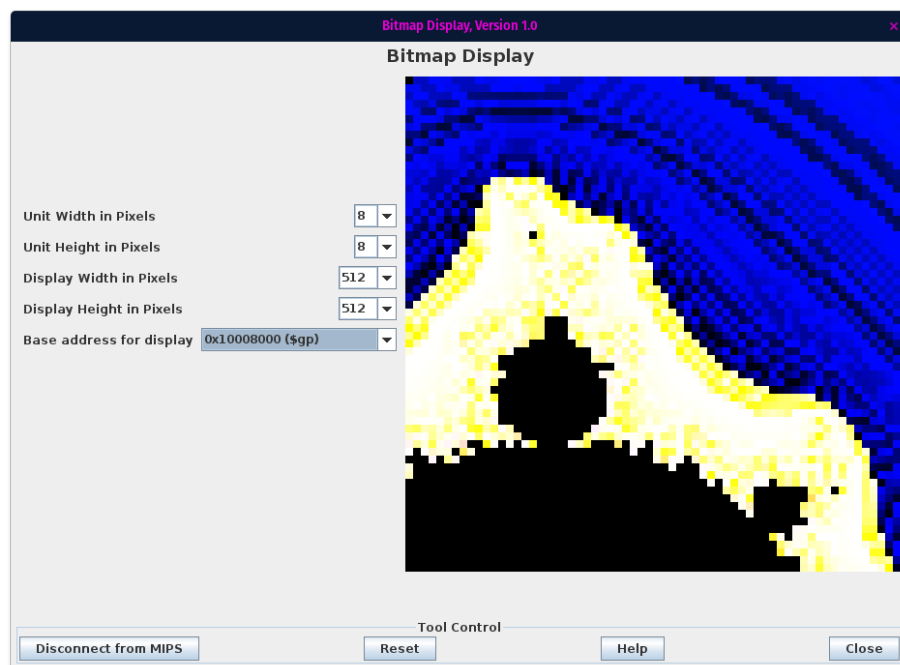 Bitmap Display, Version 1.0 ×
Bitmap Display
Unit Width in Pixels 8
Unit Height in Pixels 8
Display Width in Pixels 512
Display Height in Pixels 512
Base address for display 0x10008000 ($gp)
Tool Control
Disconnect from MIPS Reset Help Close